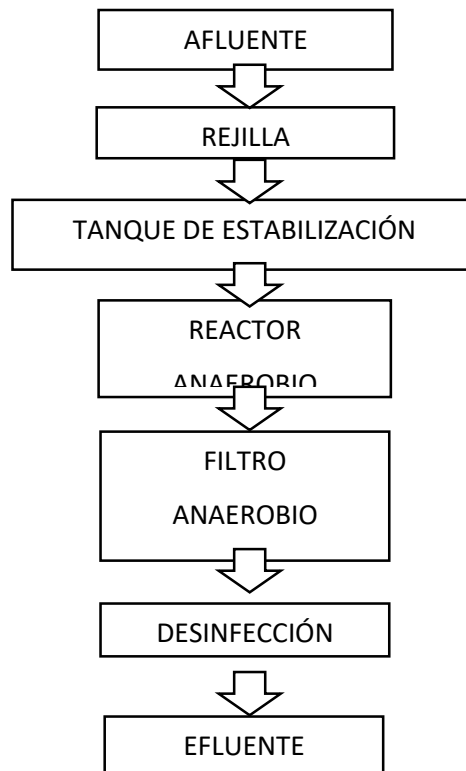 AFLUENTE
REJILLA
TANQUE DE ESTABILIZACIÓN
REACTOR
ANAEROBIO
FILTRO
ANAEROBIO
DESINFECCIÓN
EFLUENTE